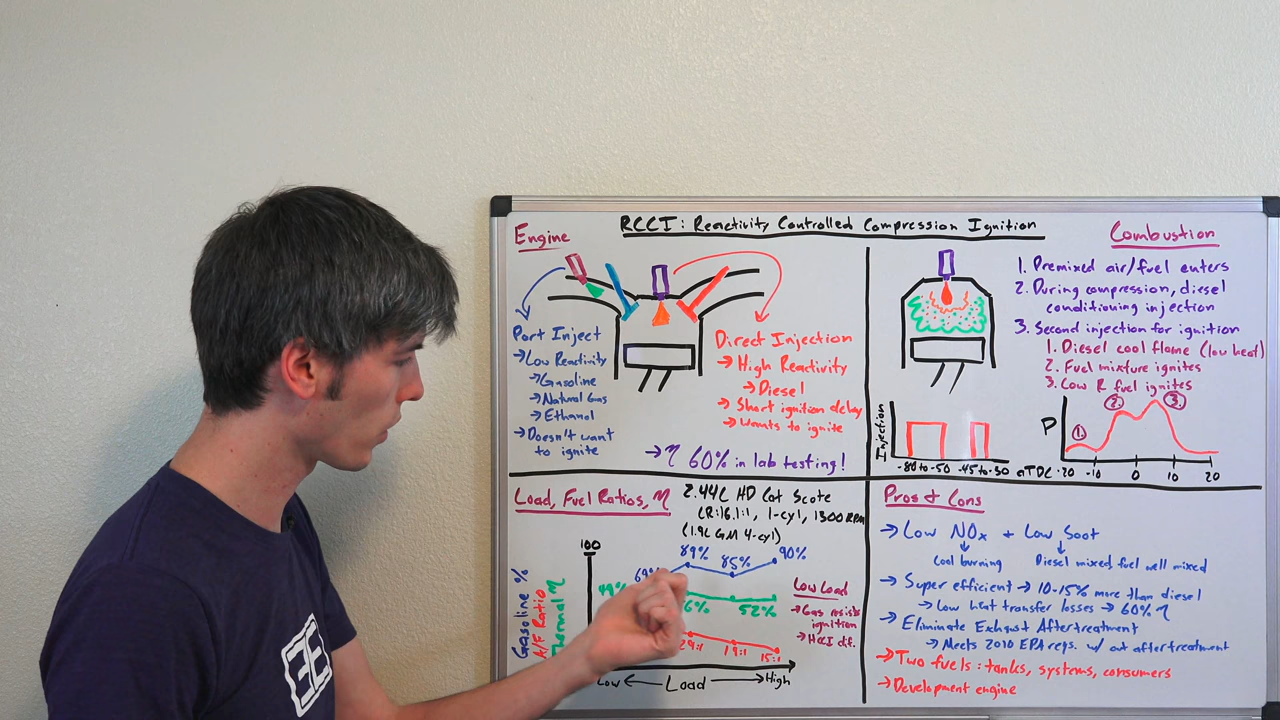 RCCI: Reactivity Controlled Compression Ignition
Engine
Port Inject
→Low Reactivity
→Gasoline
→Natural Gas
→Ethanol
→Doesn't want
to ignite
Direct Injection
→High Reactivity
→Diesel
→Short ignition delay
→Wants to ignite
→η 60% in lab testing!
Combustion
1. Premixed air/fuel enters
2. During compression, diesel
conditioning injection
3. Second injection for ignition
1. Diesel cool flame (low heat)
2. Fuel mixture ignites
3. Low R fuel ignites
Injection
-80 to -50 -45 to -30 aTDC
P
1 2 3
-20 -10 0 10 20
Load, Fuel Ratios, η
2.44L HD Cat Scote
CR:16.1:1, 1-cyl, 1300 RPM
(1.9L GM 4-cyl)
100
Gasoline %
A/F Ratio
Thermal η
89% 85% 90%
6% 52%
19:1 15:1
Low ← Load → High
Low Load
→Gas resists
ignition
→HCCI dif.
Pros & Cons
→Low NOx + Low Soot
Cool burning Diesel mixed fuel well mixed
→Super efficient → 10-15% more than diesel
→Low heat transfer losses → 60% η
→Eliminate Exhaust Aftertreatment
→Meets 2010 EPA regs. w/out aftertreatment
→Two fuels: tanks, systems, consumers
→Development engine